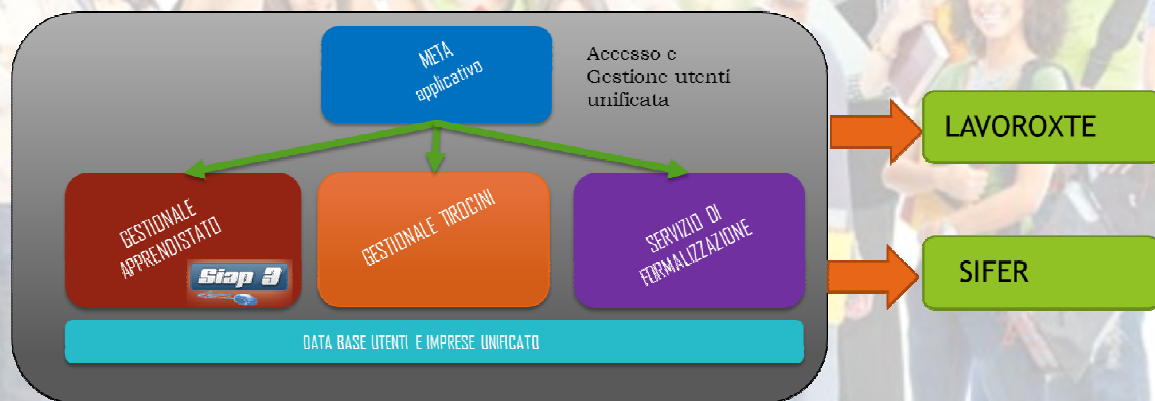 META
applicativo
Accesso e
Gestione utenti
unificata
LAVOROXTE
GESTIONALE
APPRENDISTATO
Siap 3
GESTIONALE TIROCINI
SERVIZIO DI
FORMALIZZAZIONE
SIFER
DATA BASE UTENTI E IMPRESE UNIFICATO